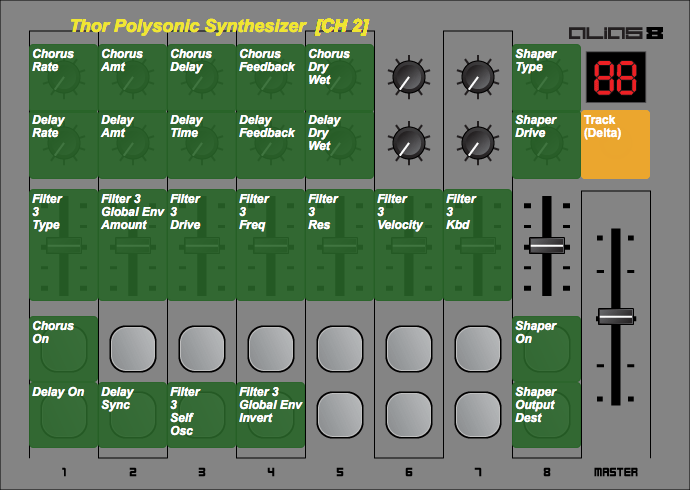 Thor Polysonic Synthesizer [CH 2]
ALIAS 8
Chorus Rate
Chorus Amt
Chorus Delay
Chorus Feedback
Chorus Dry Wet
Shaper Type
88
Delay Rate
Delay Amt
Delay Time
Delay Feedback
Delay Dry Wet
Shaper Drive
Track (Delta)
Filter 3 Type
Filter 3 Global Env Amount
Filter 3 Drive
Filter 3 Freq
Filter 3 Res
Filter 3 Velocity
Filter 3 Kbd
Chorus On
Shaper On
Delay On
Delay Sync
Filter 3 Self Osc
Filter 3 Global Env Invert
Shaper Output Dest
1 2 3 4 5 6 7 8 MASTER